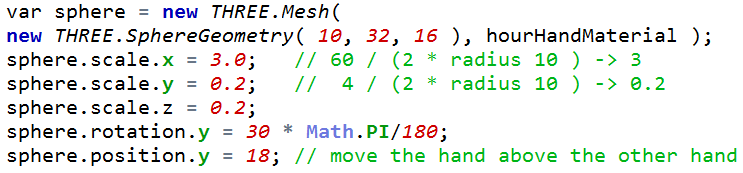 var sphere = new THREE.Mesh(
new THREE.SphereGeometry( 10, 32, 16 ), hourHandMaterial );
sphere.scale.x = 3.0;   // 60 / (2 * radius 10 ) -> 3
sphere.scale.y = 0.2;   //  4 / (2 * radius 10 ) -> 0.2
sphere.scale.z = 0.2;
sphere.rotation.y = 30 * Math.PI/180;
sphere.position.y = 18; // move the hand above the other hand